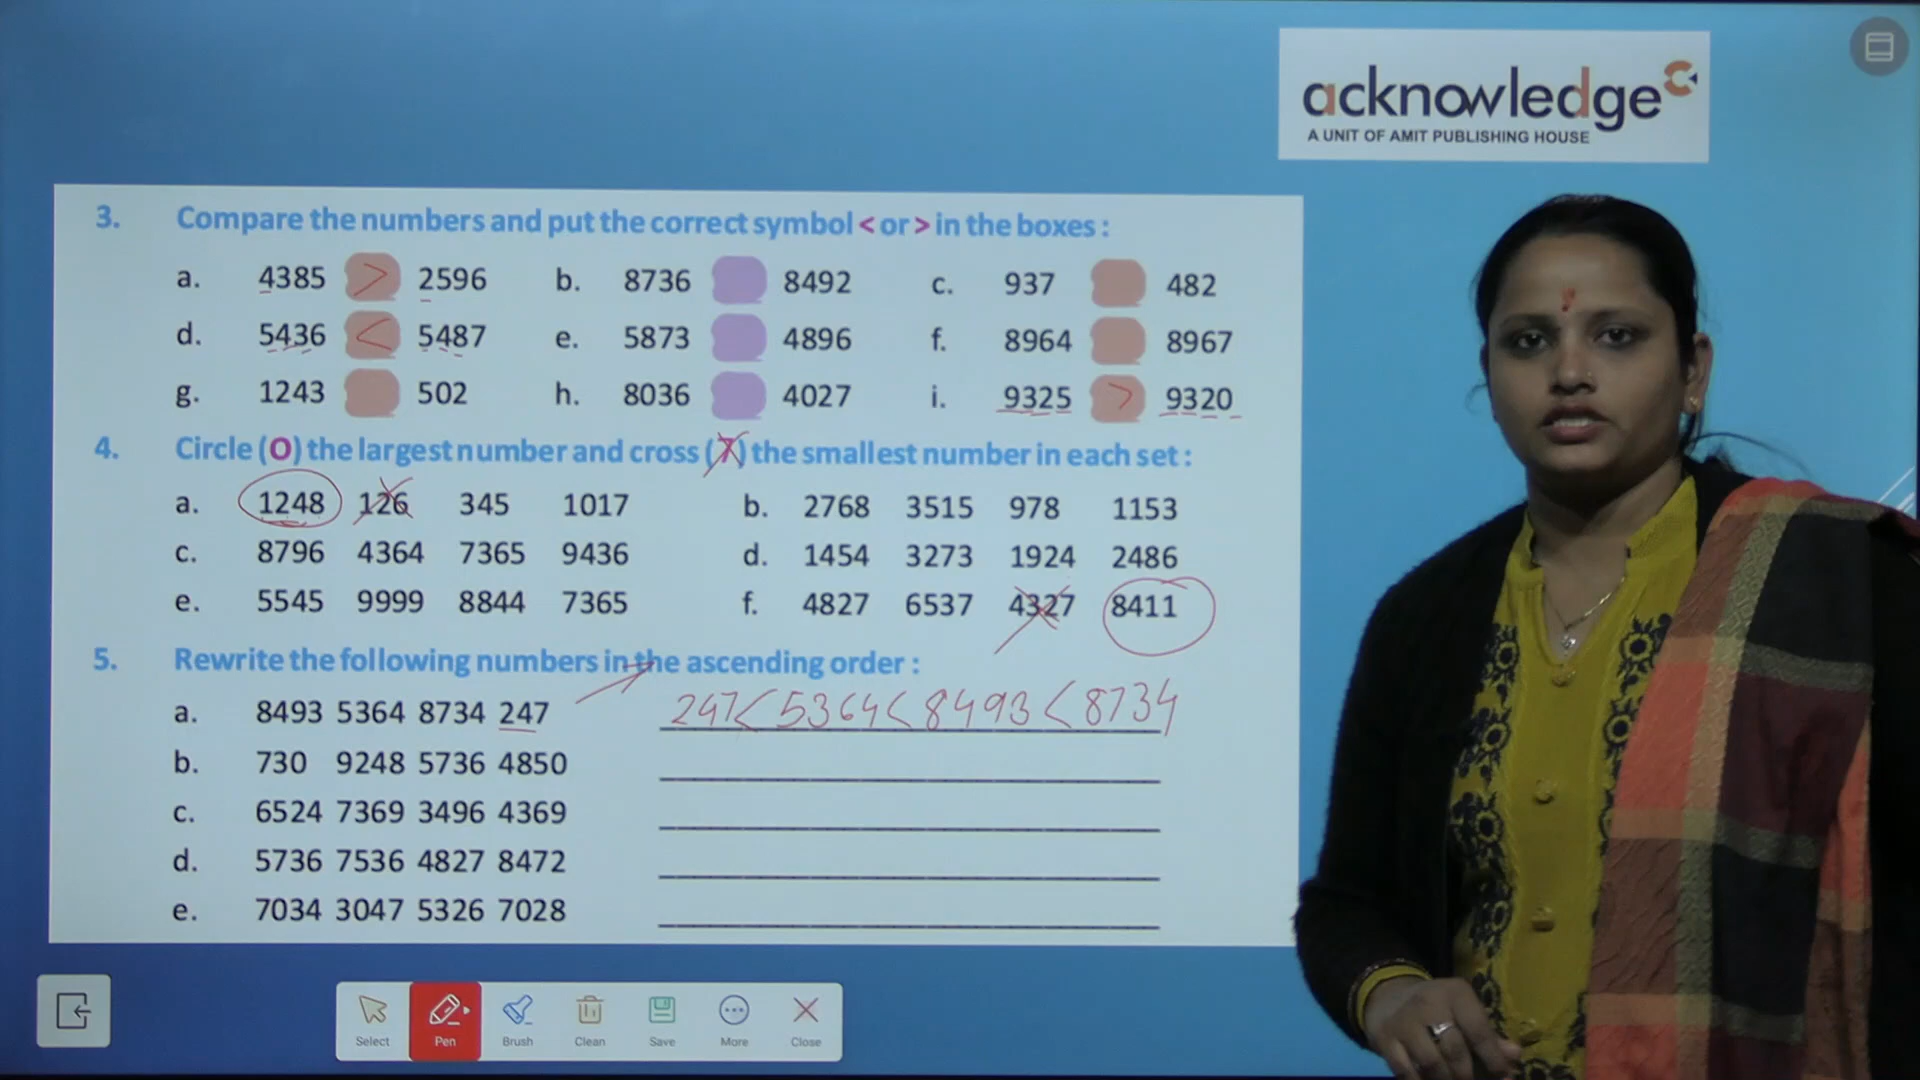 acknowledge
A UNIT OF AMIT PUBLISHING HOUSE
3. Compare the numbers and put the correct symbol < or > in the boxes :
a. 4385 > 2596 b. 8736 8492 c. 937 482
d. 5436 < 5487 e. 5873 4896 f. 8964 8967
g. 1243 502 h. 8036 4027 i. 9325 > 9320
4. Circle (O) the largest number and cross (7) the smallest number in each set :
a. 1248 126 345 1017 b. 2768 3515 978 1153
c. 8796 4364 7365 9436 d. 1454 3273 1924 2486
e. 5545 9999 8844 7365 f. 4827 6537 4327 8411
5. Rewrite the following numbers in the ascending order :
a. 8493 5364 8734 247 247 < 5364 < 8493 < 8734
b. 730 9248 5736 4850
c. 6524 7369 3496 4369
d. 5736 7536 4827 8472
e. 7034 3047 5326 7028
Select Pen Brush Clean Save More Close